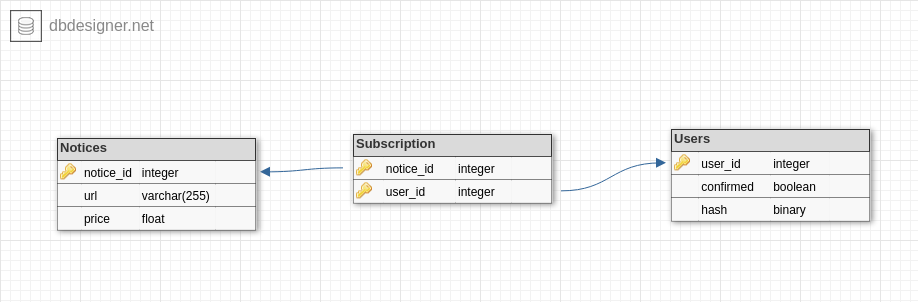 dbdesigner.net
Notices
notice_id integer
url varchar(255)
price float
Subscription
notice_id integer
user_id integer
Users
user_id integer
confirmed boolean
hash binary